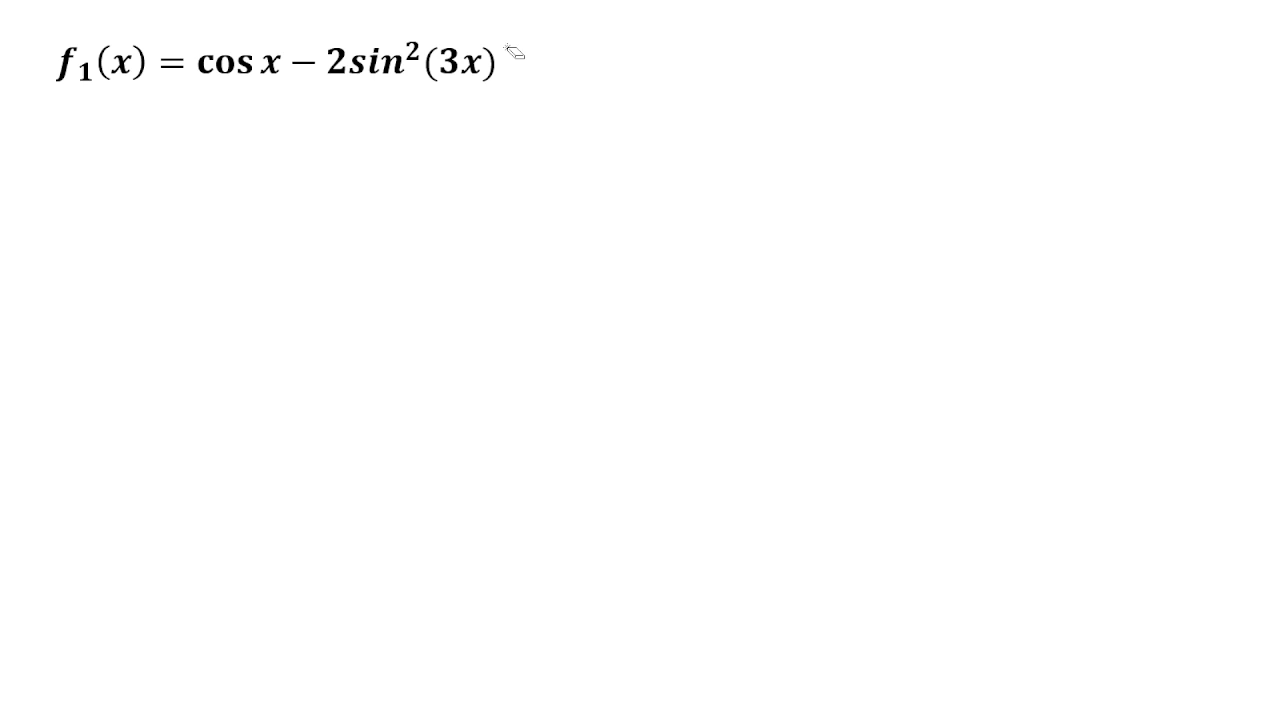 f₁(x) = cos x − 2sin²(3x)